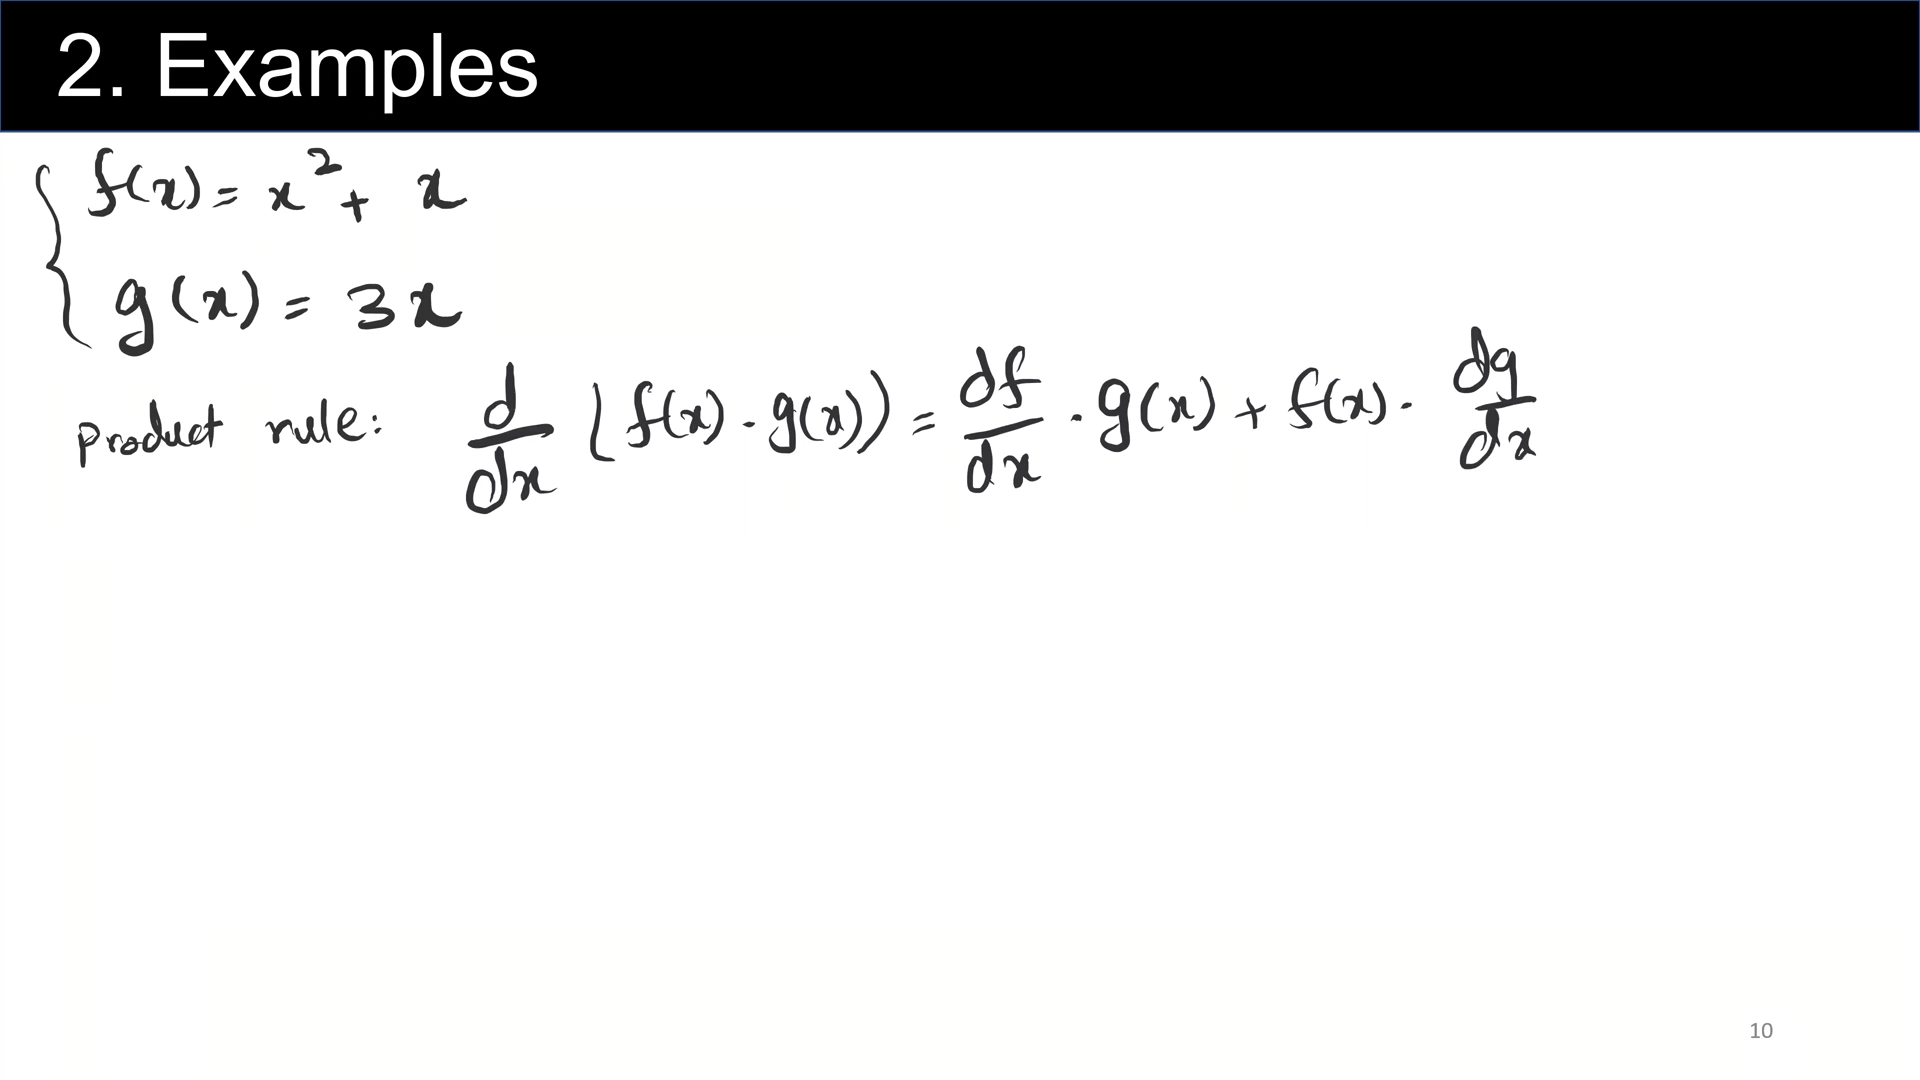 2. Examples
f(x) = x² + x
g(x) = 3x
product rule: d/dx (f(x) · g(x)) = df/dx · g(x) + f(x) · dg/dx
10